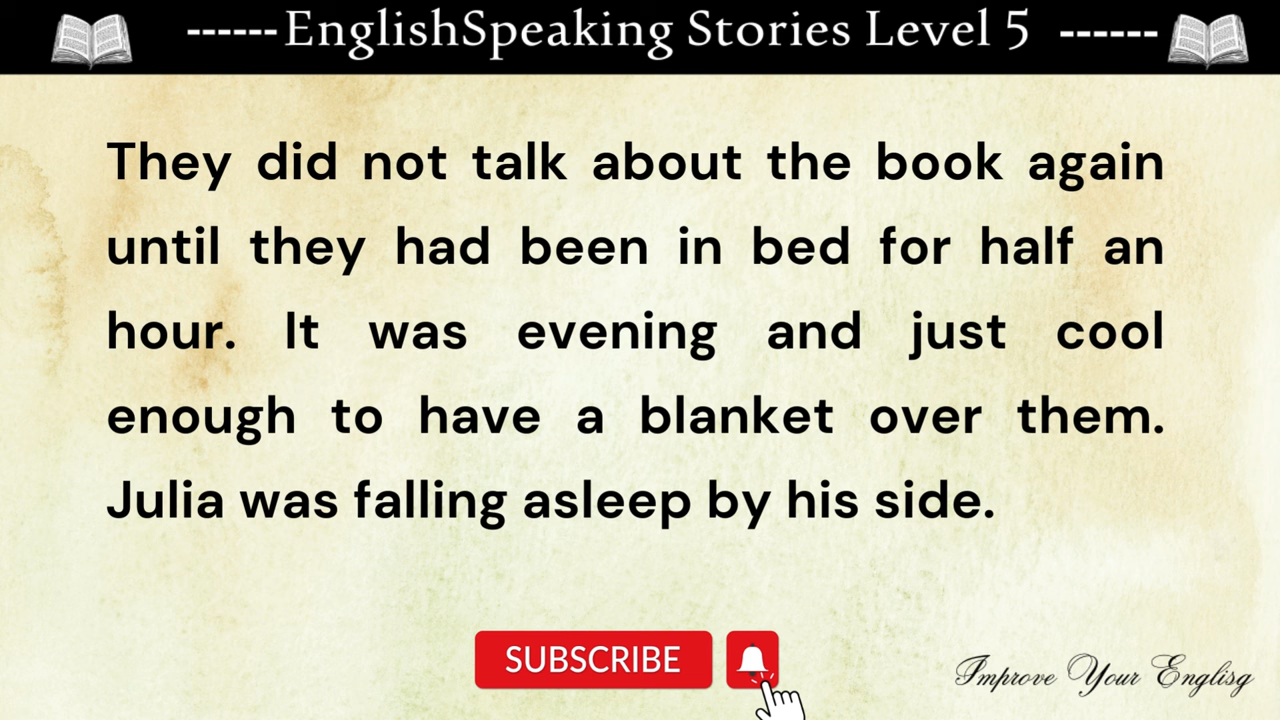 ------EnglishSpeaking Stories Level 5 ------
They did not talk about the book again
until they had been in bed for half an
hour. It was evening and just cool
enough to have a blanket over them.
Julia was falling asleep by his side.
SUBSCRIBE
Improve Your Englisg